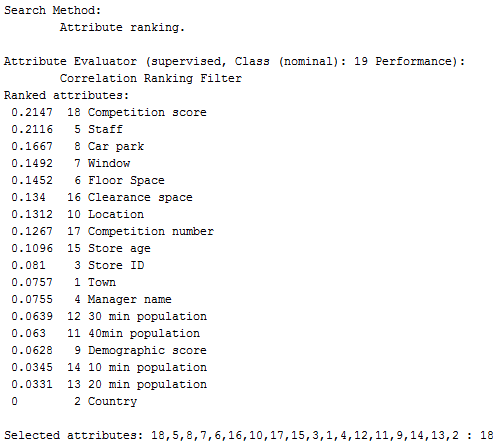 Search Method:
Attribute ranking.
Attribute Evaluator (supervised, Class (nominal): 19 Performance):
Correlation Ranking Filter
Ranked attributes:
0.2147 18 Competition score
0.2116 5 Staff
0.1667 8 Car park
0.1492 7 Window
0.1452 6 Floor Space
0.134 16 Clearance space
0.1312 10 Location
0.1267 17 Competition number
0.1096 15 Store age
0.081 3 Store ID
0.0757 1 Town
0.0755 4 Manager name
0.0639 12 30 min population
0.063 11 40min population
0.0628 9 Demographic score
0.0345 14 10 min population
0.0331 13 20 min population
0 2 Country
Selected attributes: 18,5,8,7,6,16,10,17,15,3,1,4,12,11,9,14,13,2 : 18